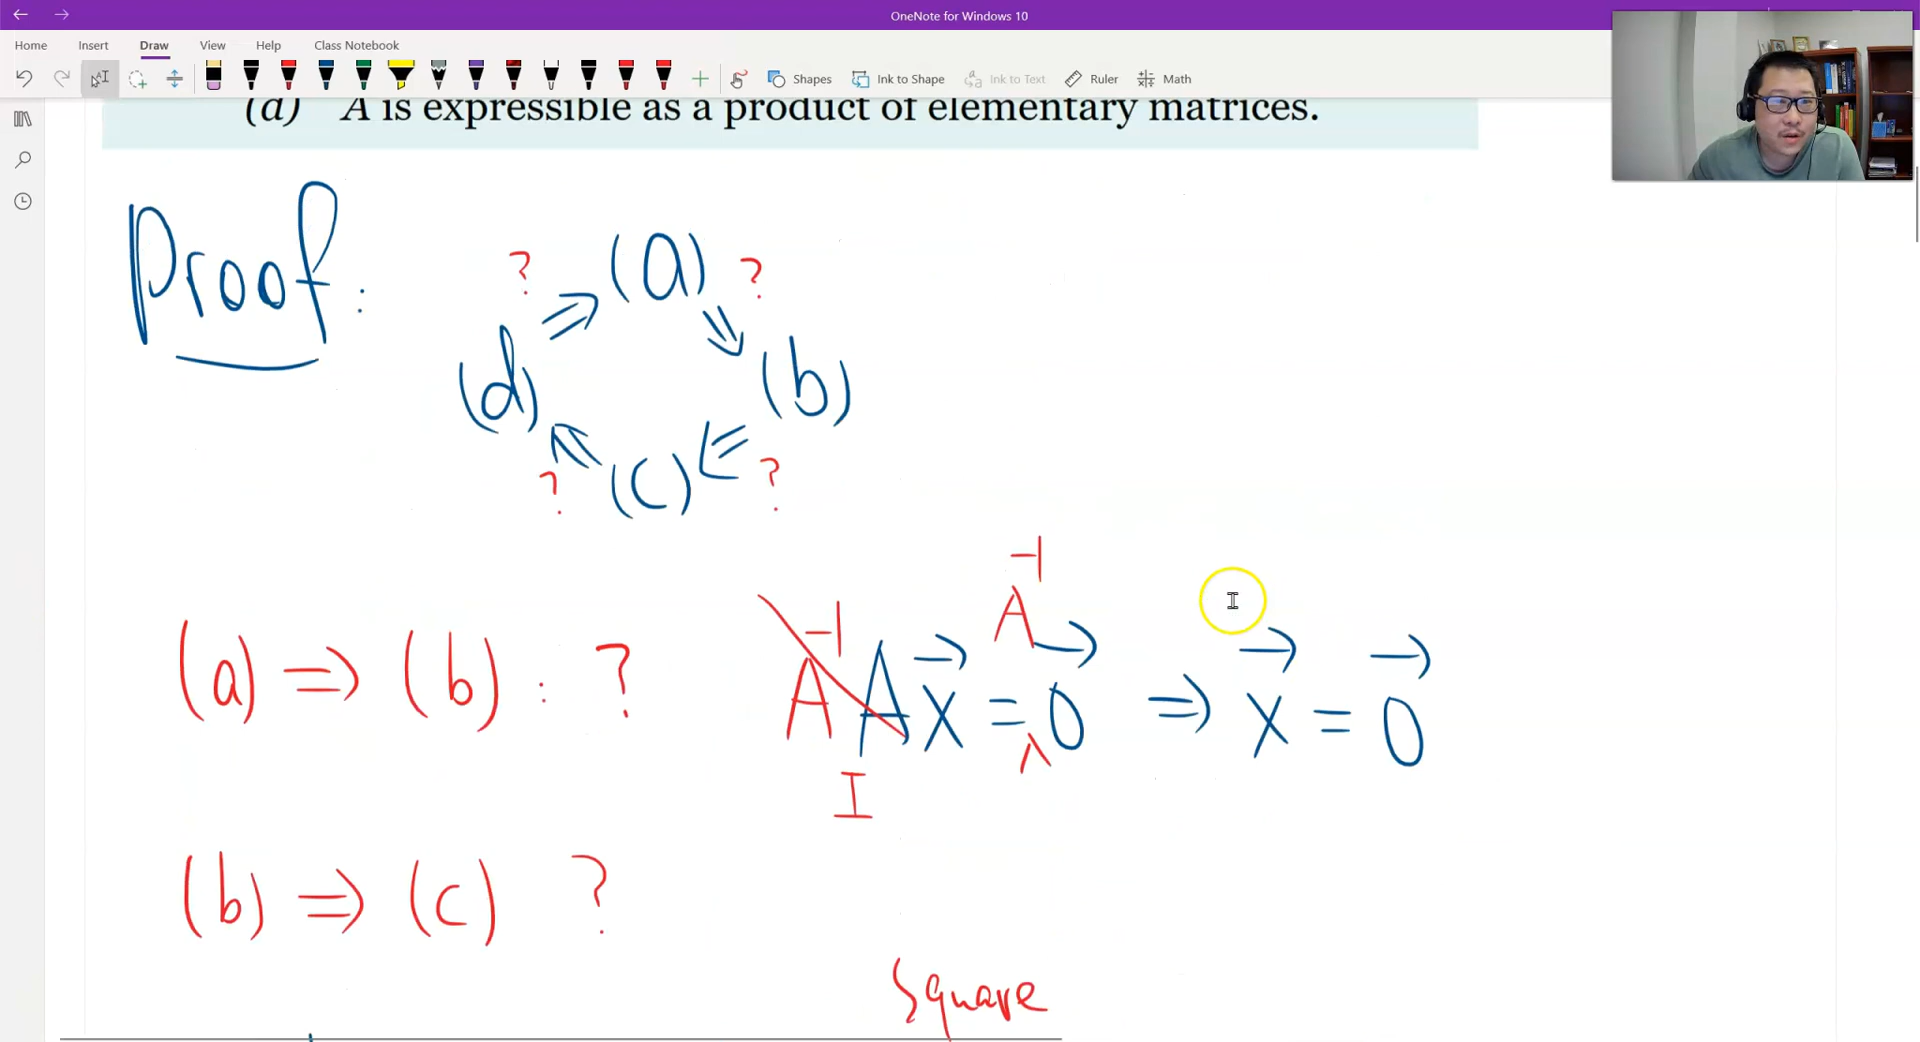 OneNote for Windows 10
Home Insert Draw View Help Class Notebook
Shapes Ink to Shape Ink to Text Ruler Math
(d) A is expressible as a product of elementary matrices.
Proof:
? (a) ?
⇒ ⇒
(d) (b)
⇒ ⇒
? (c) ?
(a) ⇒ (b) : ? A⁻¹ A x⃗ = A⁻¹ 0⃗ ⇒ x⃗ = 0⃗
I
(b) ⇒ (c) ?
Square